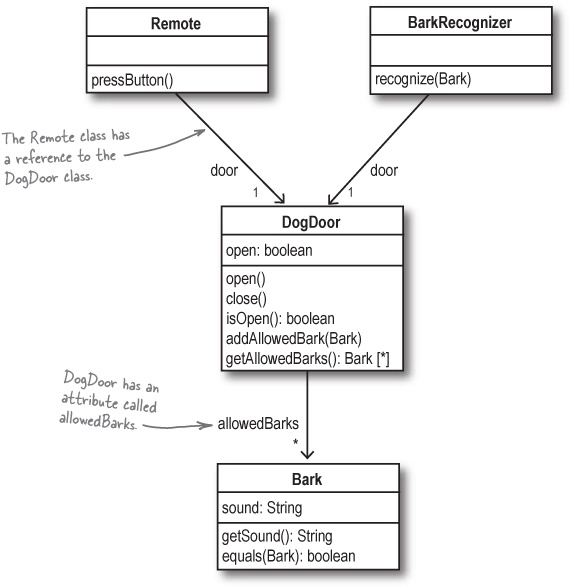 Remote
pressButton()
BarkRecognizer
recognize(Bark)
The Remote class has
a reference to the
DogDoor class.
door
1
door
1
DogDoor
open: boolean
open()
close()
isOpen(): boolean
addAllowedBark(Bark)
getAllowedBarks(): Bark [*]
DogDoor has an
attribute called
allowedBarks.
allowedBarks
*
Bark
sound: String
getSound(): String
equals(Bark): boolean